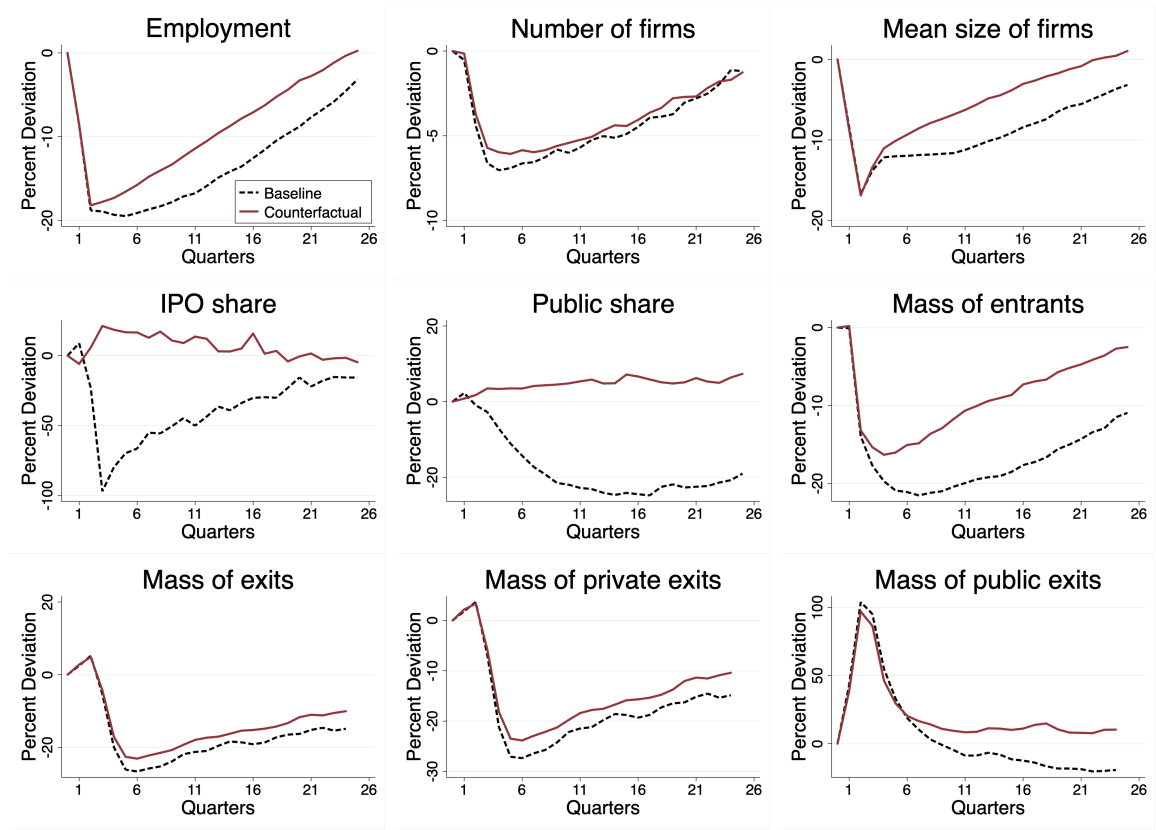 Employment
Percent Deviation
0
-10
-20
Baseline
Counterfactual
1 6 11 16 21 26
Quarters
Number of firms
Percent Deviation
0
-5
-10
1 6 11 16 21 26
Quarters
Mean size of firms
Percent Deviation
0
-10
-20
1 6 11 16 21 26
Quarters
IPO share
Percent Deviation
0
-50
-100
1 6 11 16 21 26
Quarters
Public share
Percent Deviation
20
0
-20
1 6 11 16 21 26
Quarters
Mass of entrants
Percent Deviation
0
-10
-20
1 6 11 16 21 26
Quarters
Mass of exits
Percent Deviation
20
0
-20
1 6 11 16 21 26
Quarters
Mass of private exits
Percent Deviation
0
-10
-20
-30
1 6 11 16 21 26
Quarters
Mass of public exits
Percent Deviation
100
50
0
1 6 11 16 21 26
Quarters